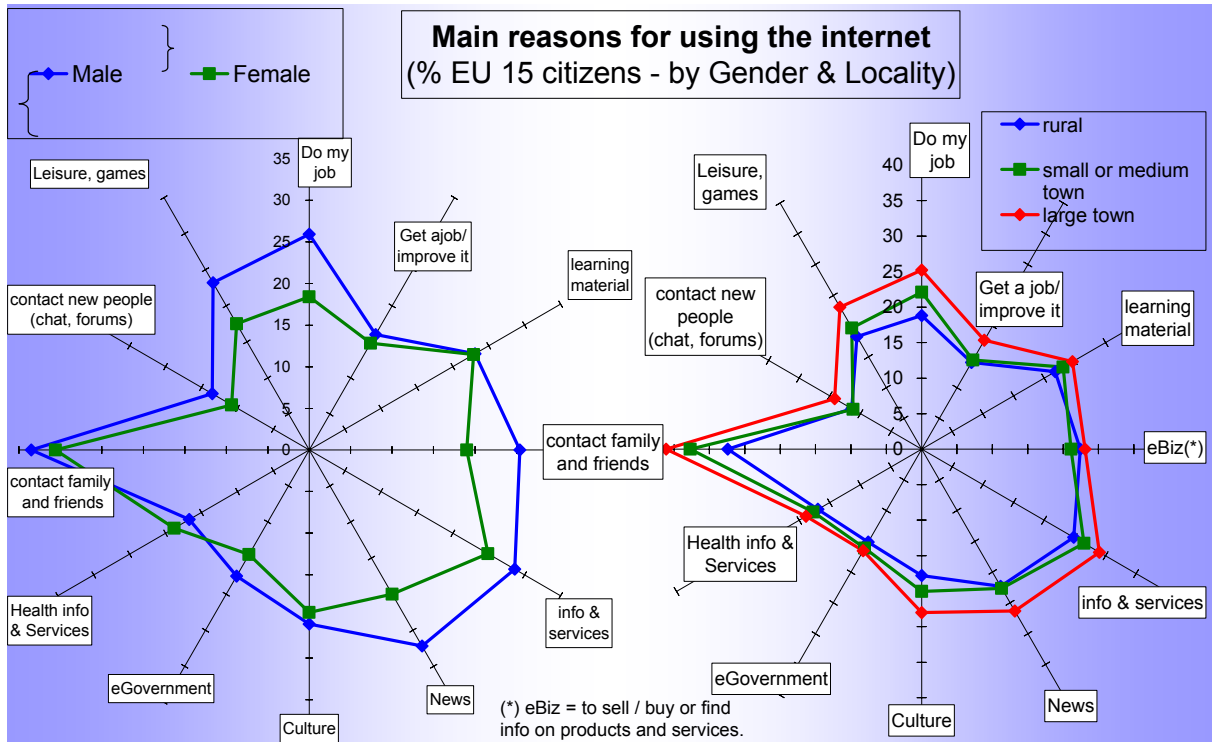 Main reasons for using the internet
(% EU 15 citizens - by Gender & Locality)
Male
Female
Do my
job
Get ajob/
improve it
learning
material
info &
services
News
Culture
eGovernment
Health info
& Services
contact family
and friends
contact new people
(chat, forums)
Leisure, games
35
30
25
20
15
10
5
0
rural
small or medium
town
large town
Do my
job
Get a job/
improve it
learning
material
eBiz(*)
info & services
News
Culture
eGovernment
Health info &
Services
contact family
and friends
contact new
people
(chat, forums)
Leisure,
games
40
35
30
25
20
15
10
5
0
(*) eBiz = to sell / buy or find
info on products and services.